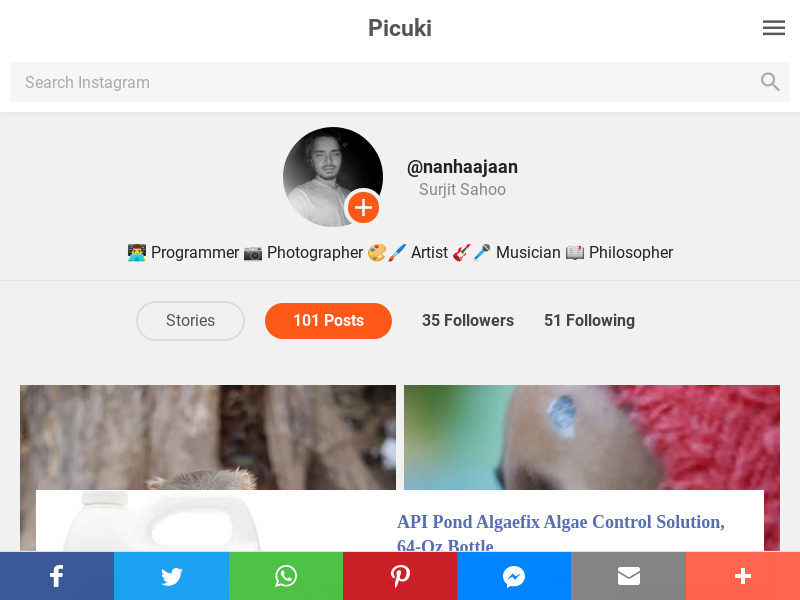 Picuki
Search Instagram
@nanhaajaan
Surjit Sahoo
👨‍💻 Programmer 📷 Photographer 🎨🖌️ Artist 🎸🎤 Musician 📖 Philosopher
Stories
101 Posts
35 Followers
51 Following
API Pond Algaefix Algae Control Solution,
64-Oz Bottle